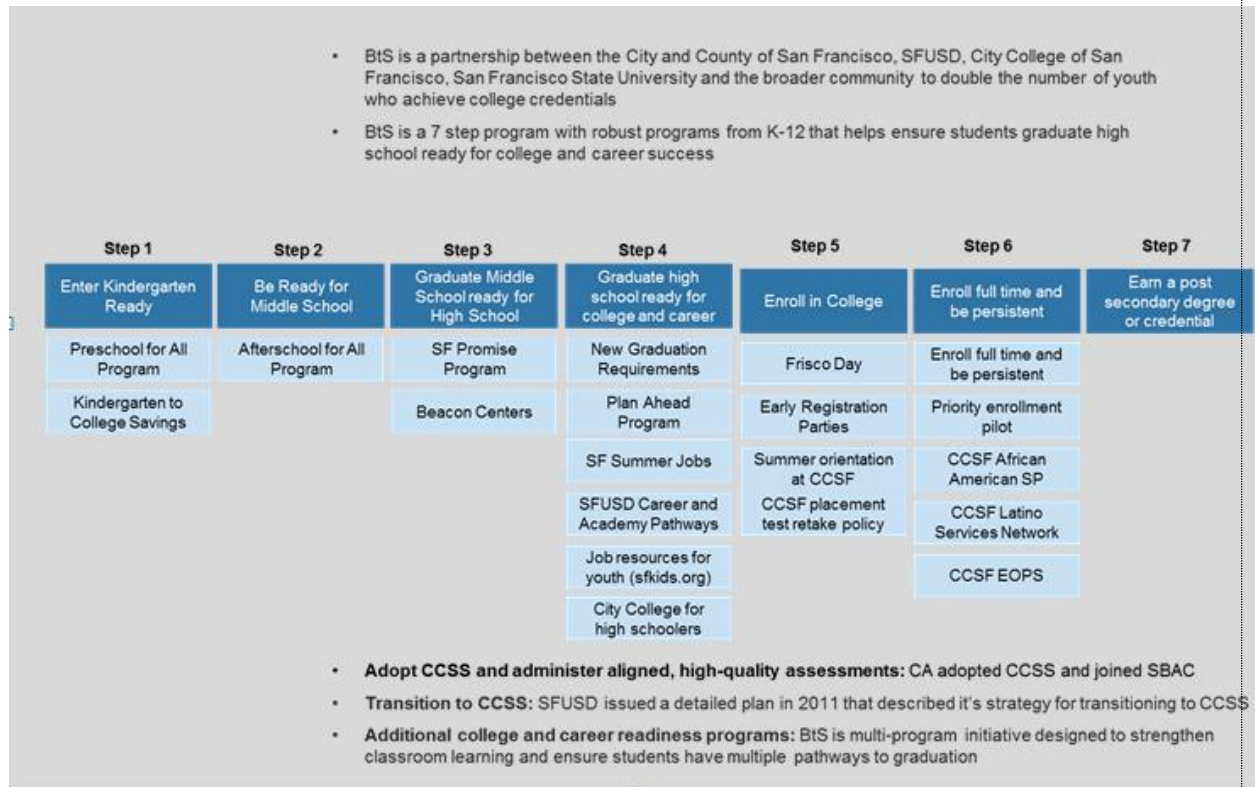 • BtS is a partnership between the City and County of San Francisco, SFUSD, City College of San
Francisco, San Francisco State University and the broader community to double the number of youth
who achieve college credentials
• BtS is a 7 step program with robust programs from K-12 that helps ensure students graduate high
school ready for college and career success
Step 1
Enter Kindergarten
Ready
Preschool for All
Program
Kindergarten to
College Savings
Step 2
Be Ready for
Middle School
Afterschool for All
Program
Step 3
Graduate Middle
School ready for
High School
SF Promise
Program
Beacon Centers
Step 4
Graduate high
school ready for
college and career
New Graduation
Requirements
Plan Ahead
Program
SF Summer Jobs
SFUSD Career and
Academy Pathways
Job resources for
youth (sfkids.org)
City College for
high schoolers
Step 5
Enroll in College
Frisco Day
Early Registration
Parties
Summer orientation
at CCSF
CCSF placement
test retake policy
Step 6
Enroll full time and
be persistent
Enroll full time and
be persistent
Priority enrollment
pilot
CCSF African
American SP
CCSF Latino
Services Network
CCSF EOPS
Step 7
Earn a post
secondary degree
or credential
• Adopt CCSS and administer aligned, high-quality assessments: CA adopted CCSS and joined SBAC
• Transition to CCSS: SFUSD issued a detailed plan in 2011 that described it's strategy for transitioning to CCSS
• Additional college and career readiness programs: BtS is multi-program initiative designed to strengthen
classroom learning and ensure students have multiple pathways to graduation